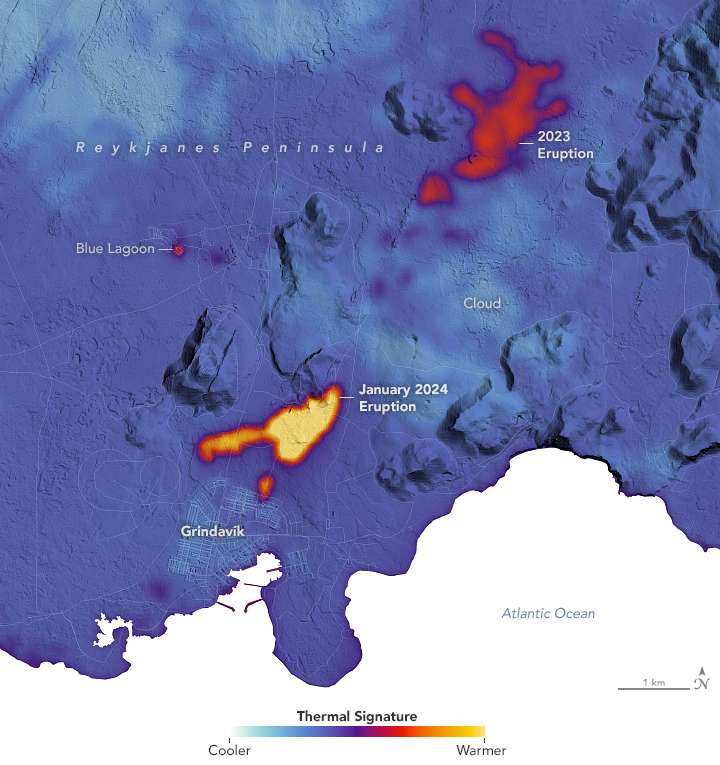 Reykjanes Peninsula
2023
Eruption
Blue Lagoon
Cloud
January 2024
Eruption
Grindavík
Atlantic Ocean
1 km
N
Thermal Signature
Cooler
Warmer